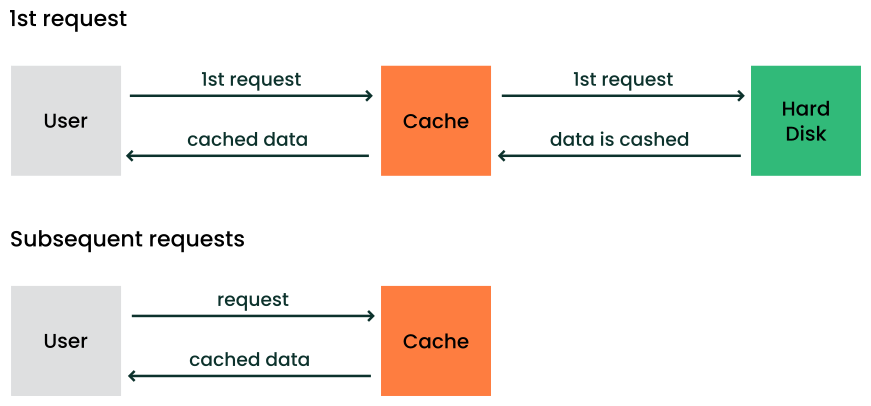 1st request
1st request
1st request
User
Cache
Hard
Disk
cached data
data is cashed
Subsequent requests
request
User
Cache
cached data